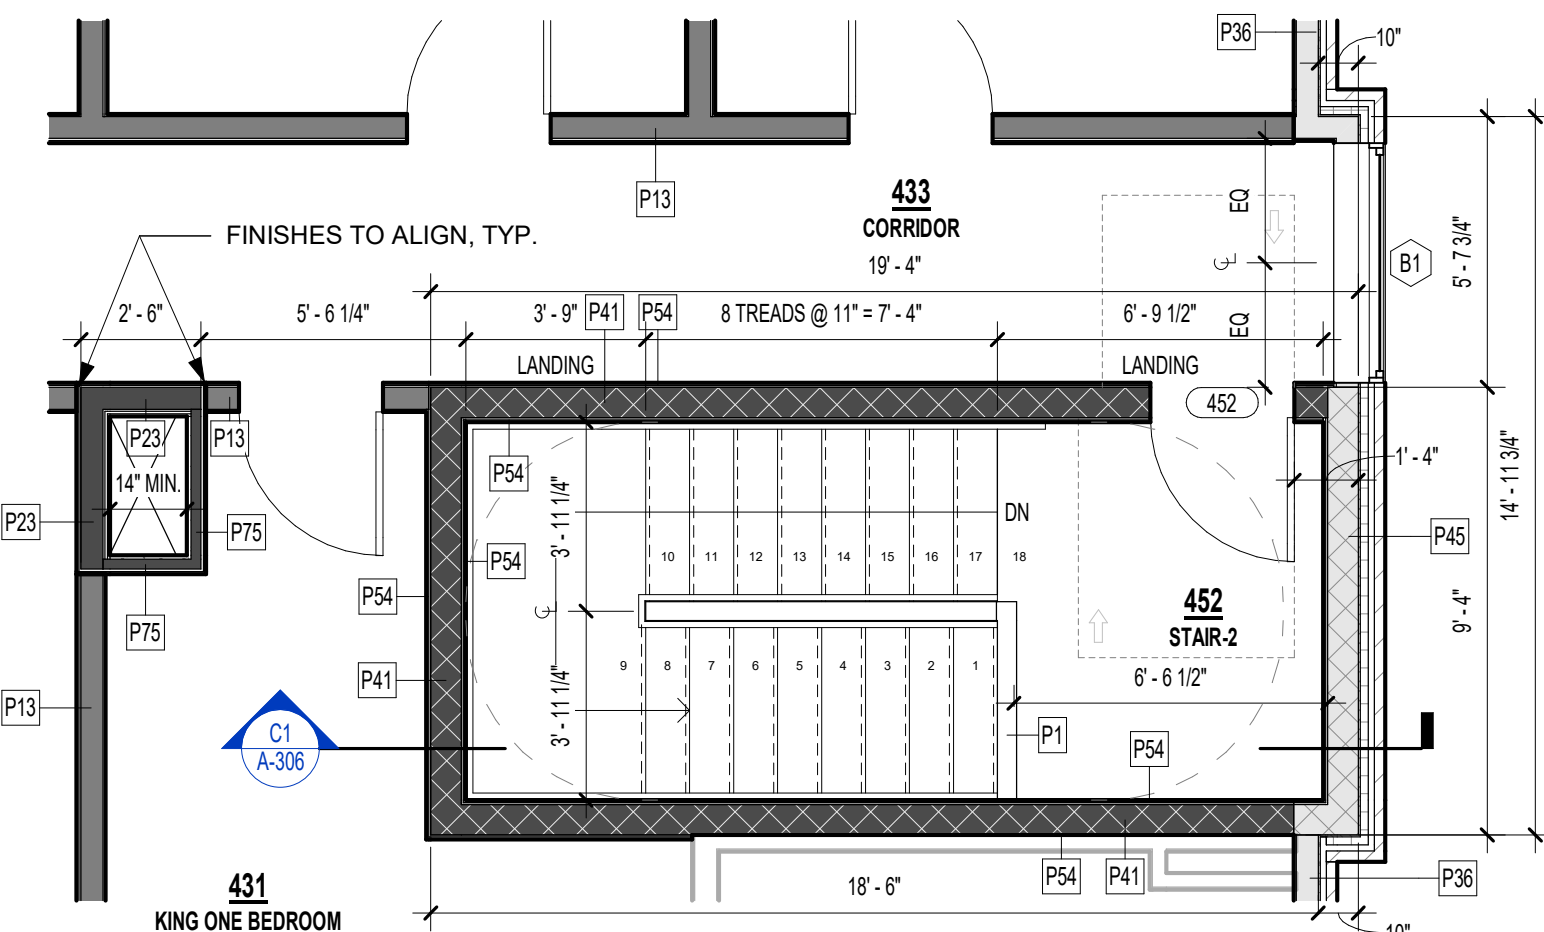 P36
10"
P13
433
CORRIDOR
EQ
5' - 7 3/4"
B1
FINISHES TO ALIGN, TYP.
19' - 4"
2' - 6"
5' - 6 1/4"
3' - 9"
P41
P54
8 TREADS @ 11" = 7' - 4"
6' - 9 1/2"
EQ
LANDING
LANDING
452
P23
P13
P54
14" MIN.
1' - 4"
14' - 11 3/4"
P23
P75
3' - 11 1/4"
DN
P45
P54
10
11
12
13
14
15
16
17
18
P54
452
STAIR-2
9' - 4"
P75
9
8
7
6
5
4
3
2
1
P41
6' - 6 1/2"
P13
3' - 11 1/4"
C1
A-306
P1
P54
431
KING ONE BEDROOM
18' - 6"
P54
P41
P36
10"